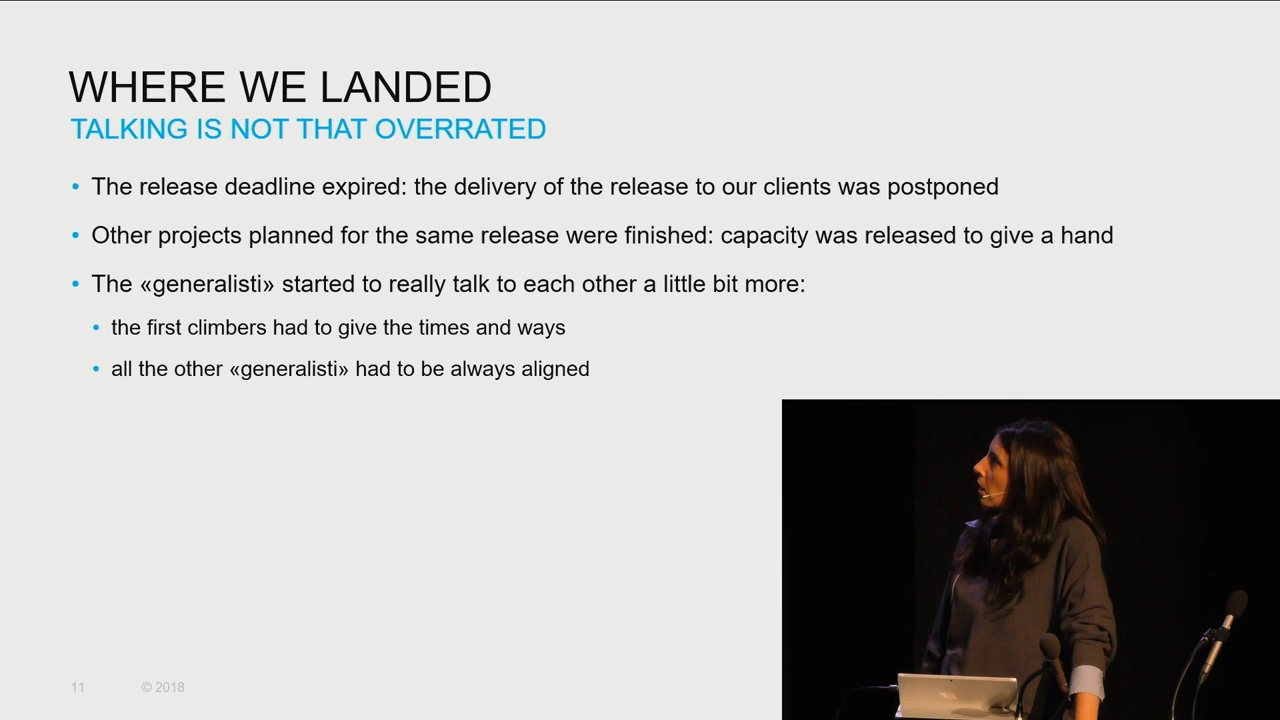 WHERE WE LANDED
TALKING IS NOT THAT OVERRATED
• The release deadline expired: the delivery of the release to our clients was postponed
• Other projects planned for the same release were finished: capacity was released to give a hand
• The «generalisti» started to really talk to each other a little bit more:
• the first climbers had to give the times and ways
• all the other «generalisti» had to be always aligned
11 © 2018